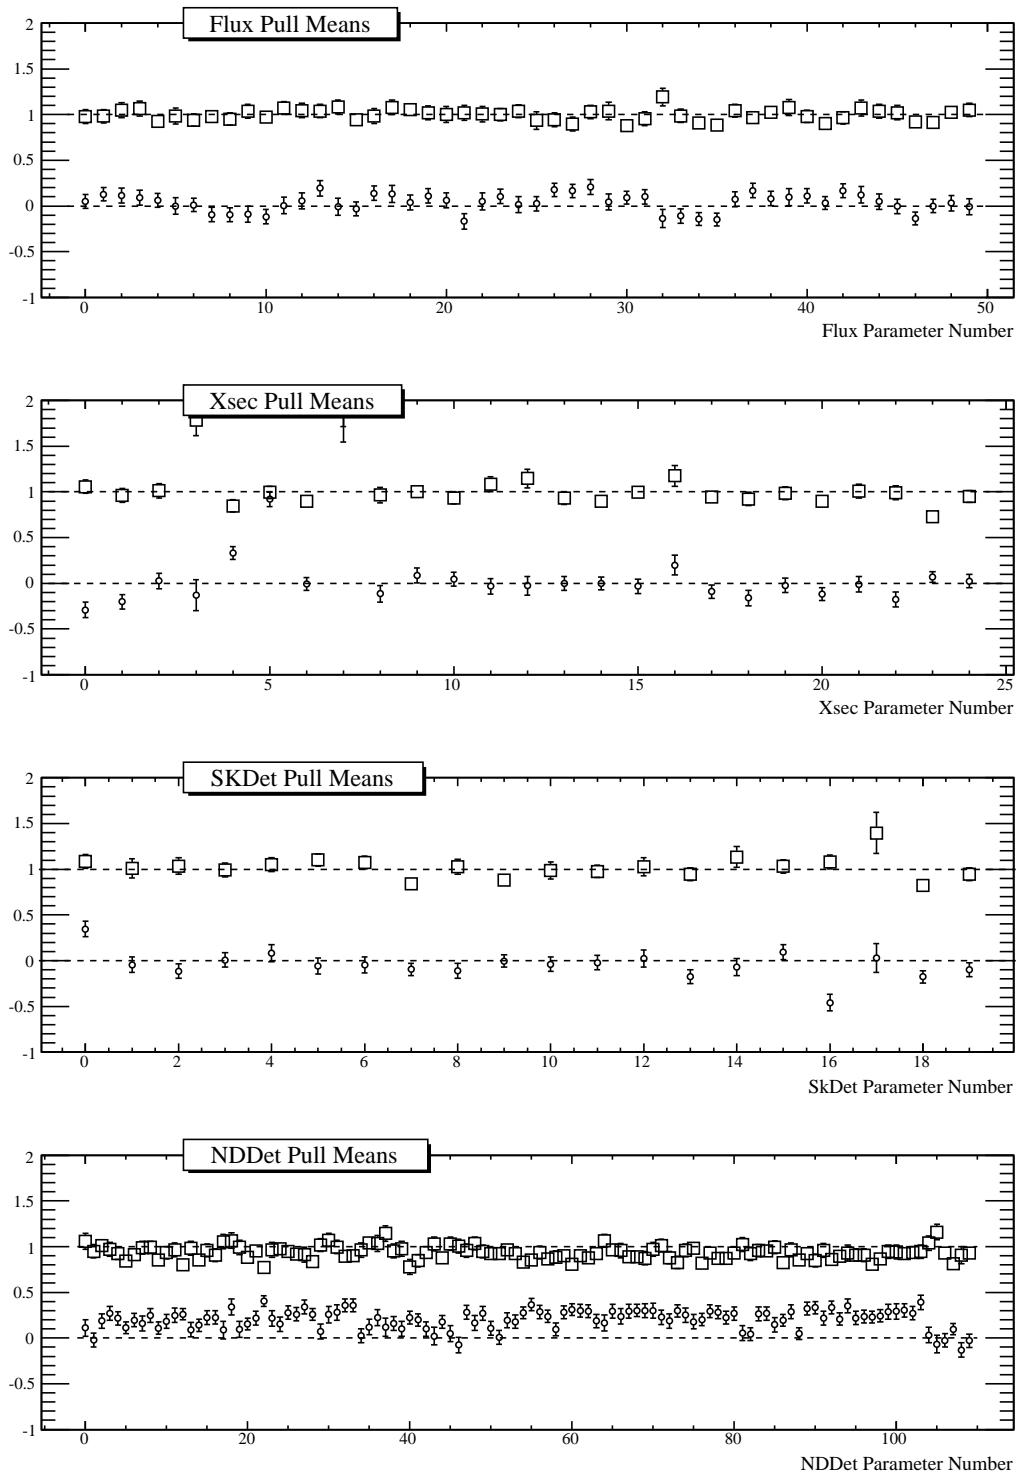 Flux Pull Means
2
1.5
1
0.5
0
-0.5
-1
0 10 20 30 40 50
Flux Parameter Number
Xsec Pull Means
2
1.5
1
0.5
0
-0.5
-1
0 5 10 15 20 25
Xsec Parameter Number
SKDet Pull Means
2
1.5
1
0.5
0
-0.5
-1
0 2 4 6 8 10 12 14 16 18
SkDet Parameter Number
NDDet Pull Means
2
1.5
1
0.5
0
-0.5
-1
0 20 40 60 80 100
NDDet Parameter Number